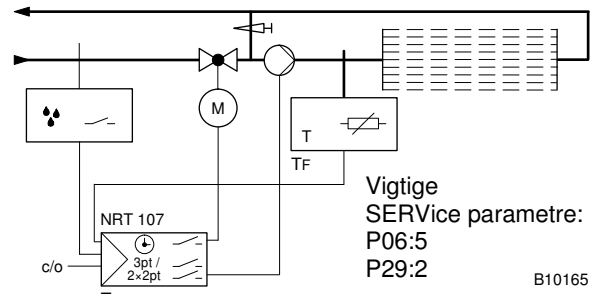 M
T
TF
NRT 107
c/o
3pt /
2×2pt
Vigtige
SERVice parametre:
P06:5
P29:2
B10165